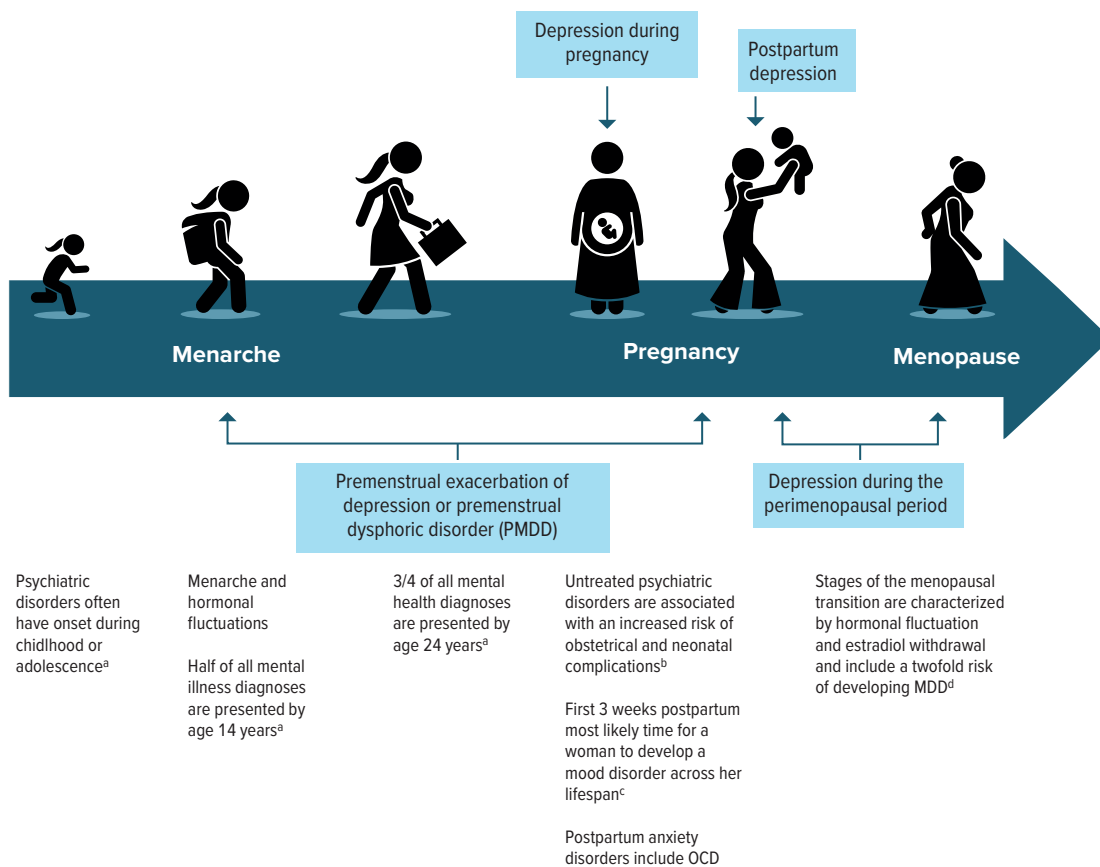 Depression during
pregnancy
Postpartum
depression
Menarche
Pregnancy
Menopause
Premenstrual exacerbation of
depression or premenstrual
dysphoric disorder (PMDD)
Depression during the
perimenopausal period
Psychiatric
disorders often
have onset during
chidlhood or
adolescenceᵃ
Menarche and
hormonal
fluctuations
Half of all mental
illness diagnoses
are presented by
age 14 yearsᵃ
3/4 of all mental
health diagnoses
are presented by
age 24 yearsᵃ
Untreated psychiatric
disorders are associated
with an increased risk of
obstetrical and neonatal
complicationsᵇ
First 3 weeks postpartum
most likely time for a
woman to develop a
mood disorder across her
lifespanᶜ
Postpartum anxiety
disorders include OCD
Stages of the menopausal
transition are characterized
by hormonal fluctuation
and estradiol withdrawal
and include a twofold risk
of developing MDDᵈ